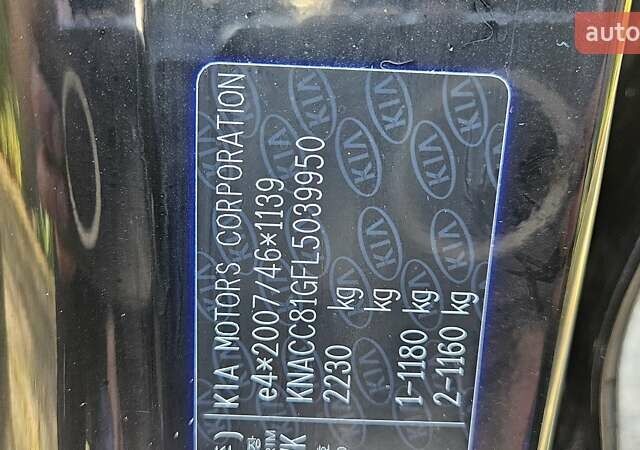 auto
KIA MOTORS CORPORATION
e4*2007/46*1139
KNACC81GFL5039950
2230 kg
kg
1-1180 kg
2-1160 kg